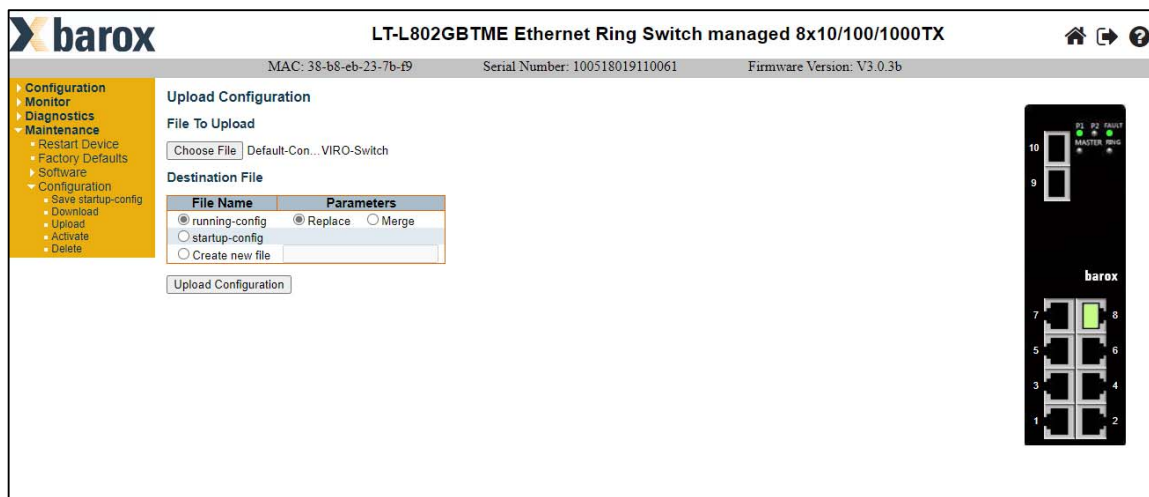 barox
LT-L802GBTME Ethernet Ring Switch managed 8x10/100/1000TX
MAC: 38-b8-eb-23-7b-f9 Serial Number: 100518019110061 Firmware Version: V3.0.3b
Configuration
Monitor
Diagnostics
Maintenance
Restart Device
Factory Defaults
Software
Configuration
Save startup-config
Download
Upload
Activate
Delete
Upload Configuration
File To Upload
Choose File Default-Con...VIRO-Switch
Destination File
File Name Parameters
running-config Replace Merge
startup-config
Create new file
Upload Configuration
P1 P2 FAULT
MASTER RING
10
9
barox
7 8
5 6
3 4
1 2